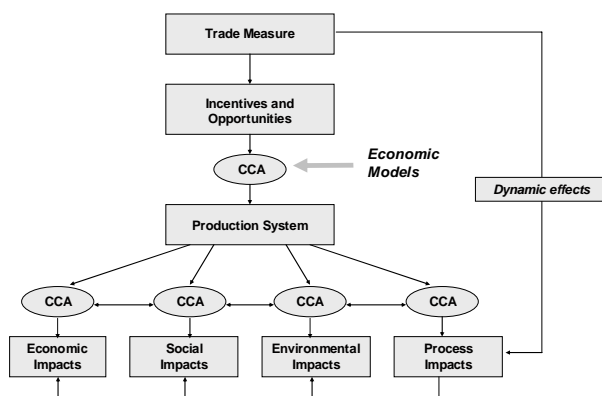 Trade Measure
Incentives and
Opportunities
CCA
Economic
Models
Dynamic effects
Production System
CCA
CCA
CCA
CCA
Economic
Impacts
Social
Impacts
Environmental
Impacts
Process
Impacts